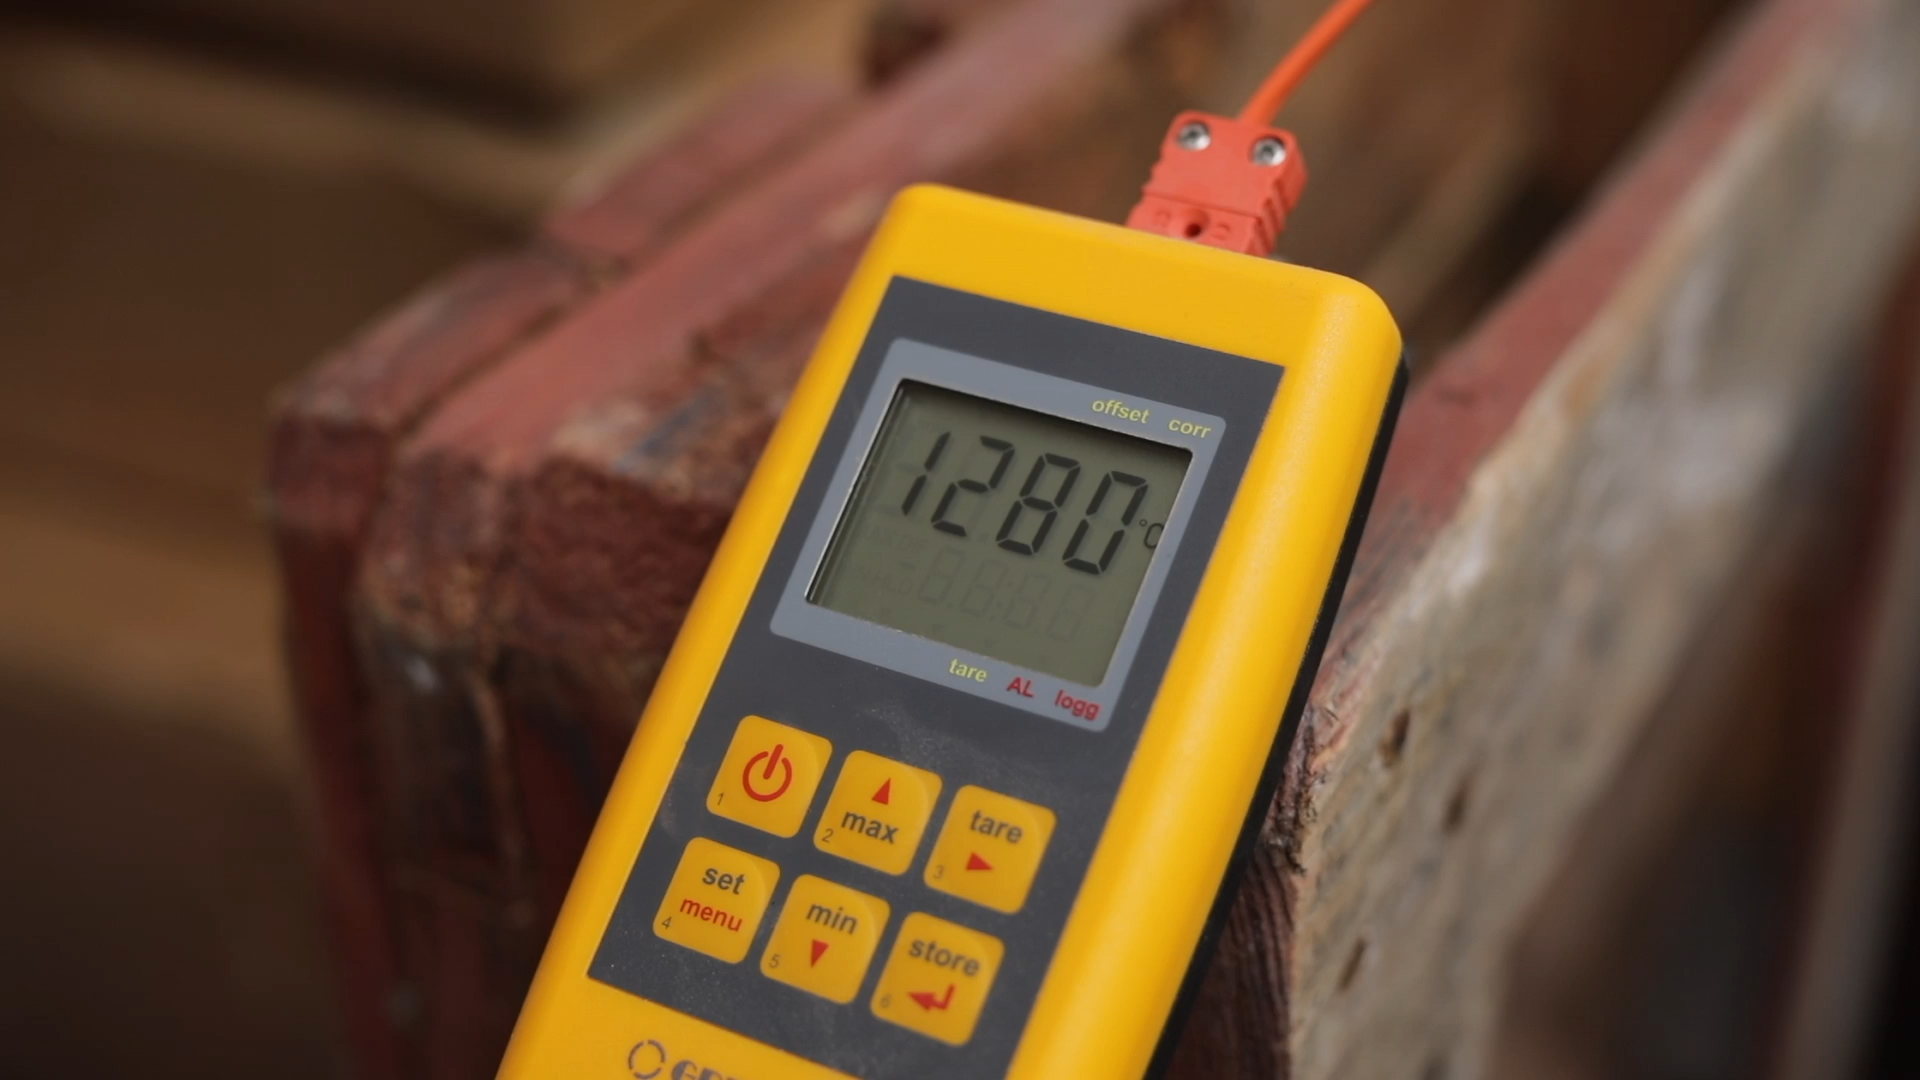 offset corr
1280 °C
tare AL logg
1
max
2
tare
3
set
menu
4
min
5
store
6